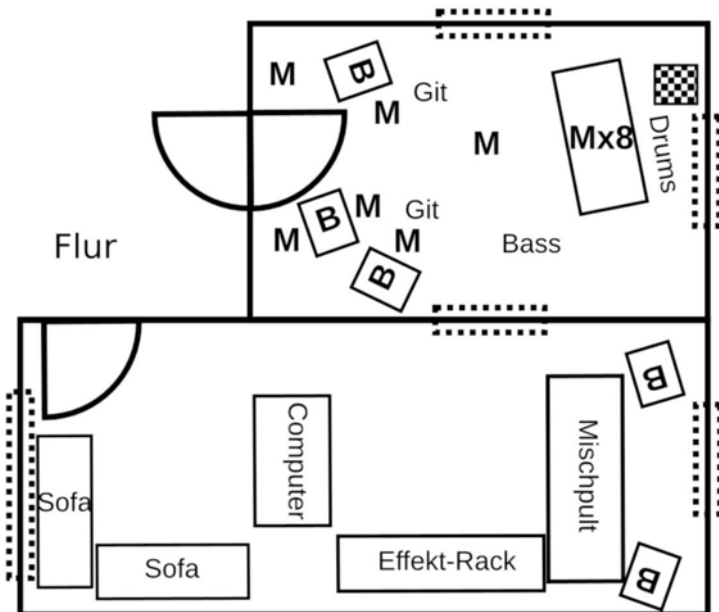 M
B
Git
M
M
Mx8
Drums
M
B
Git
M
M
B
Bass
Flur
B
Computer
Mischpult
Sofa
Sofa
Effekt-Rack
B